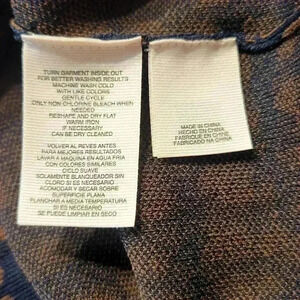 TURN GARMENT INSIDE OUT
FOR BETTER WASHING RESULTS
MACHINE WASH COLD
WITH LIKE COLORS
GENTLE CYCLE
ONLY NON CHLORINE BLEACH WHEN
NEEDED
RESHAPE AND DRY FLAT
WARM IRON
IF NECESSARY
CAN BE DRY CLEANED
VOLVER AL REVES ANTES
PARA MEJORES RESULTADOS
LAVAR A MAQUINA EN AGUA FRIA
CON COLORES SIMILARES
CICLO SUAVE
SOLAMENTE BLANQUEADOR SIN
CLORO SI ES NECESARIO
ACOMODAR Y SECAR SOBRE
PLANO
PLANCHAR A MEDIA TEMPERATURA
SI ES NECESARIO
SE PUEDE LIMPIAR EN SECO
MADE IN CHINA
HECHO EN CHINA
FABRIQUE EN CHINE
FABRICADO EN CHINA